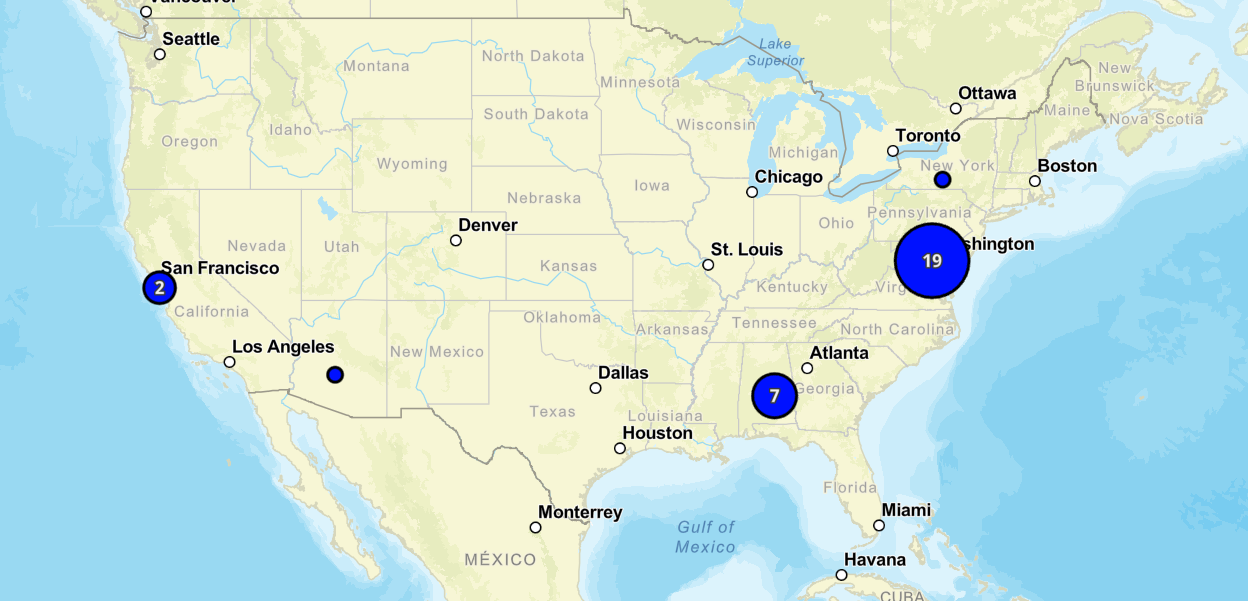 Seattle
Lake
Superior
North Dakota
Montana
Minnesota
New
Brunswick
Ottawa
Maine
Nova Scotia
South Dakota
Wisconsin
Idaho
Oregon
Toronto
Michigan
Wyoming
New York
Boston
Chicago
Iowa
Nebraska
Pennsylvania
Ohio
Denver
Nevada
Utah
St. Louis
19
shington
San Francisco
Kansas
2
Kentucky
Virg
California
Oklahoma
Arkansas
Tennessee
North Carolina
Los Angeles
New Mexico
Atlanta
Dallas
7
Georgia
Texas
Louisiana
Houston
Florida
Monterrey
Miami
Gulf of
Mexico
MÉXICO
Havana
CUBA